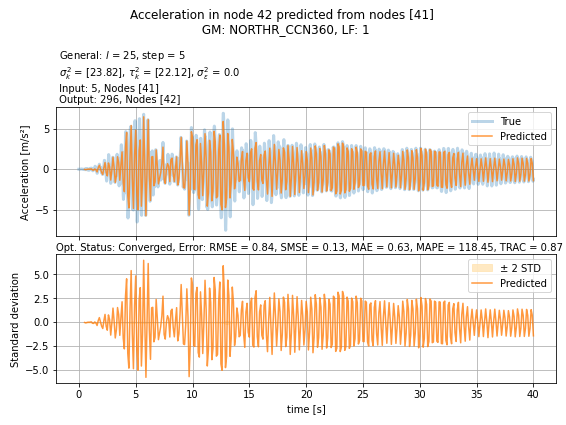 Acceleration in node 42 predicted from nodes [41]
GM: NORTHR_CCN360, LF: 1
General: l = 25, step = 5
σ²ₖ = [23.82], τ²ₖ = [22.12], σ²ε = 0.0
Input: 5, Nodes [41]
Output: 296, Nodes [42]
Acceleration [m/s²]
5
0
−5
True
Predicted
Opt. Status: Converged, Error: RMSE = 0.84, SMSE = 0.13, MAE = 0.63, MAPE = 118.45, TRAC = 0.87
Standard deviation
5.0
2.5
0.0
−2.5
−5.0
± 2 STD
Predicted
0 5 10 15 20 25 30 35 40
time [s]